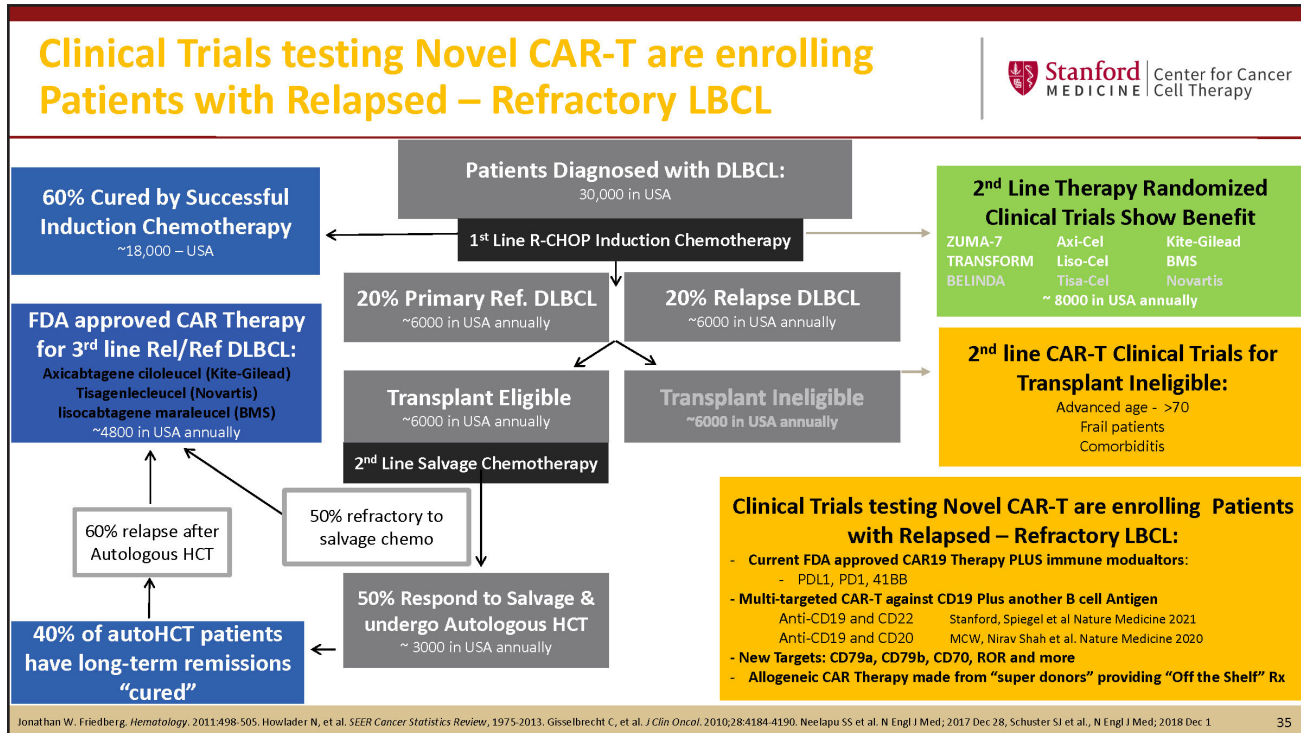 Clinical Trials testing Novel CAR-T are enrolling
Patients with Relapsed – Refractory LBCL
Stanford
MEDICINE
Center for Cancer
Cell Therapy
Patients Diagnosed with DLBCL:
30,000 in USA
1st Line R-CHOP Induction Chemotherapy
60% Cured by Successful
Induction Chemotherapy
~18,000 – USA
2nd Line Therapy Randomized
Clinical Trials Show Benefit
ZUMA-7 Axi-Cel Kite-Gilead
TRANSFORM Liso-Cel BMS
BELINDA Tisa-Cel Novartis
~ 8000 in USA annually
20% Primary Ref. DLBCL
~6000 in USA annually
20% Relapse DLBCL
~6000 in USA annually
FDA approved CAR Therapy
for 3rd line Rel/Ref DLBCL:
Axicabtagene ciloleucel (Kite-Gilead)
Tisagenlecleucel (Novartis)
lisocabtagene maraleucel (BMS)
~4800 in USA annually
Transplant Eligible
~6000 in USA annually
2nd Line Salvage Chemotherapy
Transplant Ineligible
~6000 in USA annually
2nd line CAR-T Clinical Trials for
Transplant Ineligible:
Advanced age - >70
Frail patients
Comorbiditis
60% relapse after
Autologous HCT
50% refractory to
salvage chemo
50% Respond to Salvage &
undergo Autologous HCT
~ 3000 in USA annually
40% of autoHCT patients
have long-term remissions
“cured”
Clinical Trials testing Novel CAR-T are enrolling Patients
with Relapsed – Refractory LBCL:
- Current FDA approved CAR19 Therapy PLUS immune modualtors:
- PDL1, PD1, 41BB
- Multi-targeted CAR-T against CD19 Plus another B cell Antigen
Anti-CD19 and CD22 Stanford, Spiegel et al Nature Medicine 2021
Anti-CD19 and CD20 MCW, Nirav Shah et al. Nature Medicine 2020
- New Targets: CD79a, CD79b, CD70, ROR and more
- Allogeneic CAR Therapy made from “super donors” providing “Off the Shelf” Rx
Jonathan W. Friedberg. Hematology. 2011:498-505. Howlader N, et al. SEER Cancer Statistics Review, 1975-2013. Gisselbrecht C, et al. J Clin Oncol. 2010;28:4184-4190. Neelapu SS et al. N Engl J Med; 2017 Dec 28, Schuster SJ et al., N Engl J Med; 2018 Dec 1
35